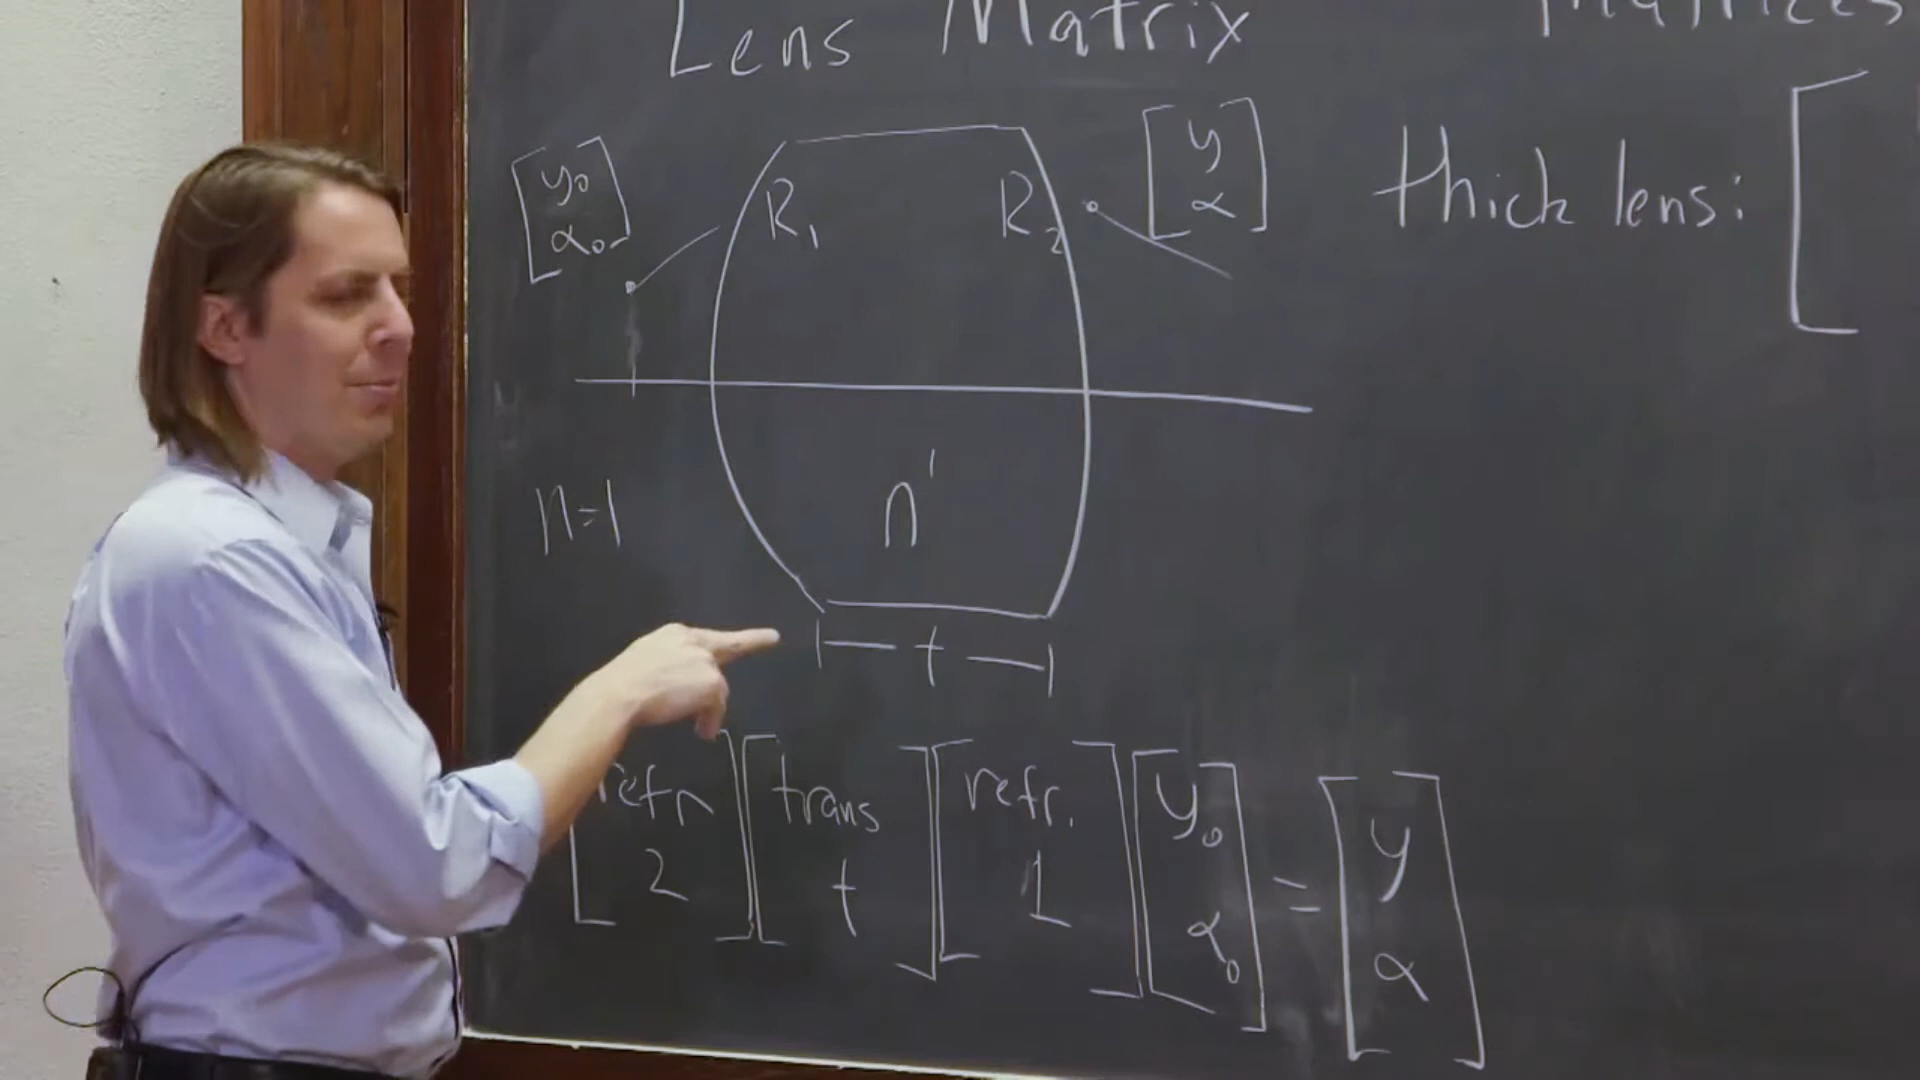 Lens Matrix
Matrices
[y₀
α₀]
R₁
R₂
[y
α]
thick lens: [
n=1
n'
|— t —|
[refr 2][trans t][refr. 1][y₀ α₀] = [y α]